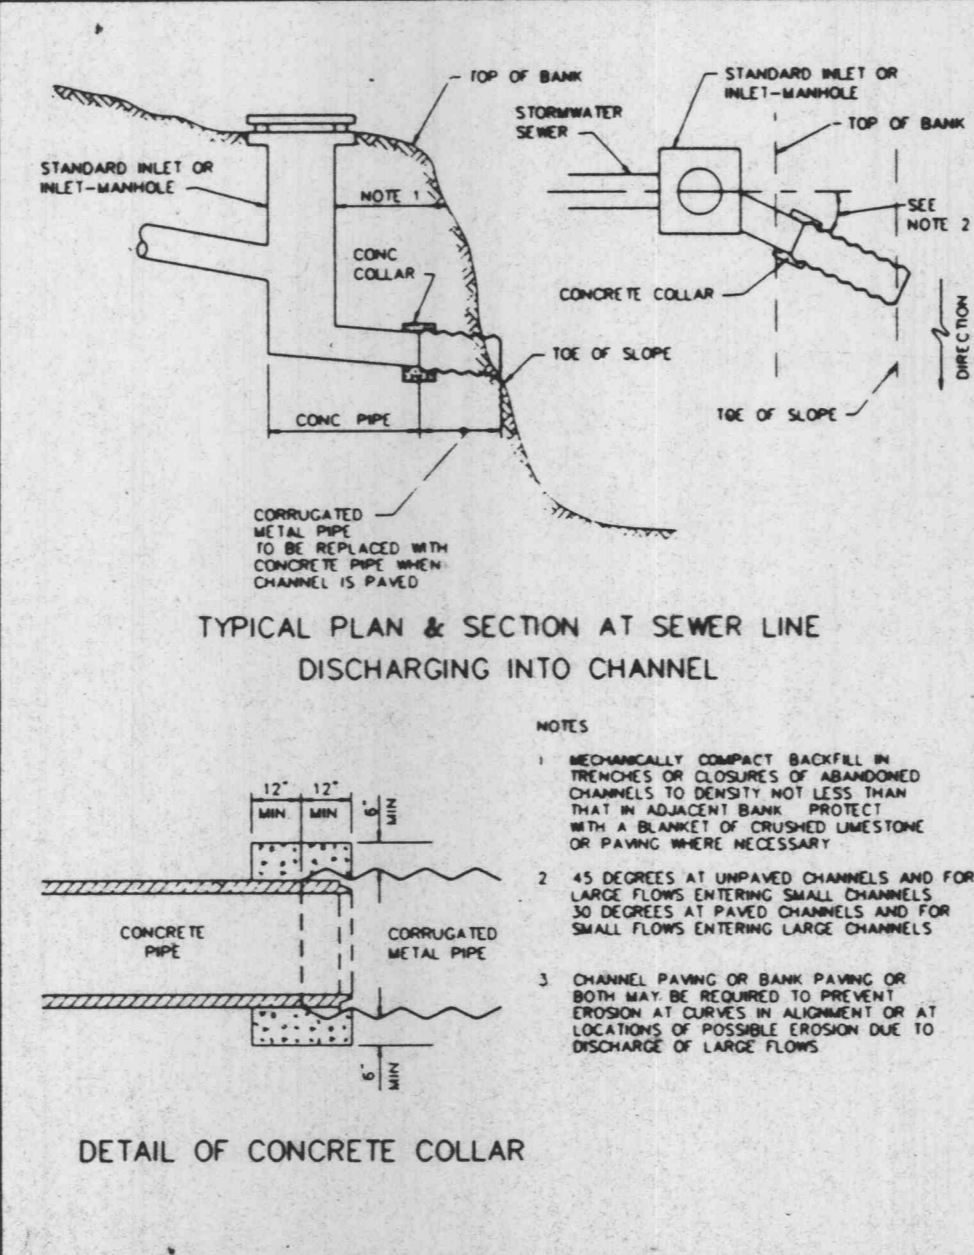 TOP OF BANK
STANDARD INLET OR
INLET-MANHOLE
NOTE 1
CONC
COLLAR
TOE OF SLOPE
CONC PIPE
CORRUGATED
METAL PIPE
TO BE REPLACED WITH
CONCRETE PIPE WHEN
CHANNEL IS PAVED
STANDARD INLET OR
INLET-MANHOLE
STORMWATER
SEWER
TOP OF BANK
SEE
NOTE 2
CONCRETE COLLAR
DIRECTION
TOE OF SLOPE
TYPICAL PLAN & SECTION AT SEWER LINE
DISCHARGING INTO CHANNEL
12" 12"
MIN. MIN
6"
MIN
CONCRETE
PIPE
CORRUGATED
METAL PIPE
6"
MIN
DETAIL OF CONCRETE COLLAR
NOTES
1 MECHANICALLY COMPACT BACKFILL IN
TRENCHES OR CLOSURES OF ABANDONED
CHANNELS TO DENSITY NOT LESS THAN
THAT IN ADJACENT BANK PROTECT
WITH A BLANKET OF CRUSHED LIMESTONE
OR PAVING WHERE NECESSARY
2 45 DEGREES AT UNPAVED CHANNELS AND FOR
LARGE FLOWS ENTERING SMALL CHANNELS
30 DEGREES AT PAVED CHANNELS AND FOR
SMALL FLOWS ENTERING LARGE CHANNELS
3 CHANNEL PAVING OR BANK PAVING OR
BOTH MAY BE REQUIRED TO PREVENT
EROSION AT CURVES IN ALIGNMENT OR AT
LOCATIONS OF POSSIBLE EROSION DUE TO
DISCHARGE OF LARGE FLOWS